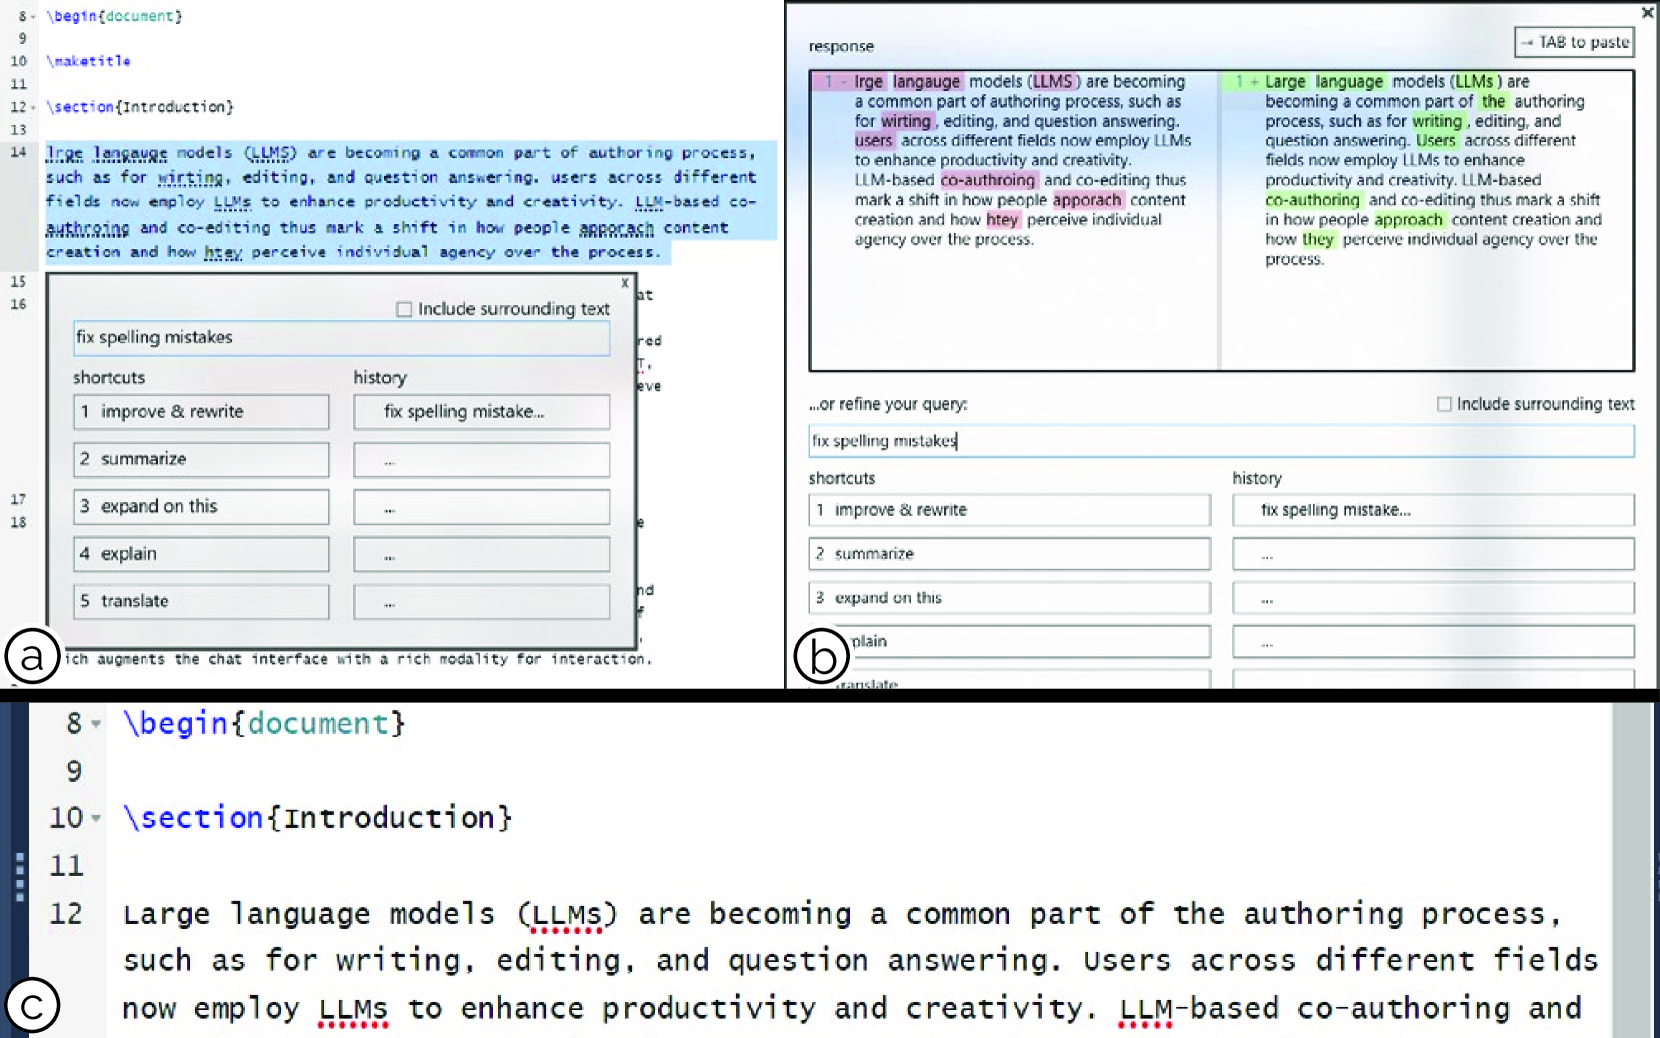 8 \begin{document}
9
10 \maketitle
11
12 \section{Introduction}
13
14 lrge langauge models (LLMS) are becoming a common part of authoring process,
such as for wirting, editing, and question answering. users across different
fields now employ LLMs to enhance productivity and creativity. LLM-based co-
authroing and co-editing thus mark a shift in how people apporach content
creation and how htey perceive individual agency over the process.
15
16
at
red
T,
eve
17
18
e
nd
f
,
ich augments the chat interface with a rich modality for interaction.
x
Include surrounding text
fix spelling mistakes
shortcuts history
1 improve & rewrite fix spelling mistake...
2 summarize ...
3 expand on this ...
4 explain ...
5 translate ...
a
x
response
→ TAB to paste
1 - lrge langauge models (LLMS ) are becoming
a common part of authoring process, such as
for wirting , editing, and question answering.
users across different fields now employ LLMs
to enhance productivity and creativity.
LLM-based co-authroing and co-editing thus
mark a shift in how people apporach content
creation and how htey perceive individual
agency over the process.
1 + Large language models (LLMs ) are
becoming a common part of the authoring
process, such as for writing , editing, and
question answering. Users across different
fields now employ LLMs to enhance
productivity and creativity. LLM-based
co-authoring and co-editing thus mark a shift
in how people approach content creation and
how they perceive individual agency over the
process.
...or refine your query:
Include surrounding text
fix spelling mistakes
shortcuts history
1 improve & rewrite fix spelling mistake...
2 summarize ...
3 expand on this ...
plain ...
translate
b
8 \begin{document}
9
10 \section{Introduction}
11
12 Large language models (LLMs) are becoming a common part of the authoring process,
such as for writing, editing, and question answering. Users across different fields
now employ LLMs to enhance productivity and creativity. LLM-based co-authoring and
c